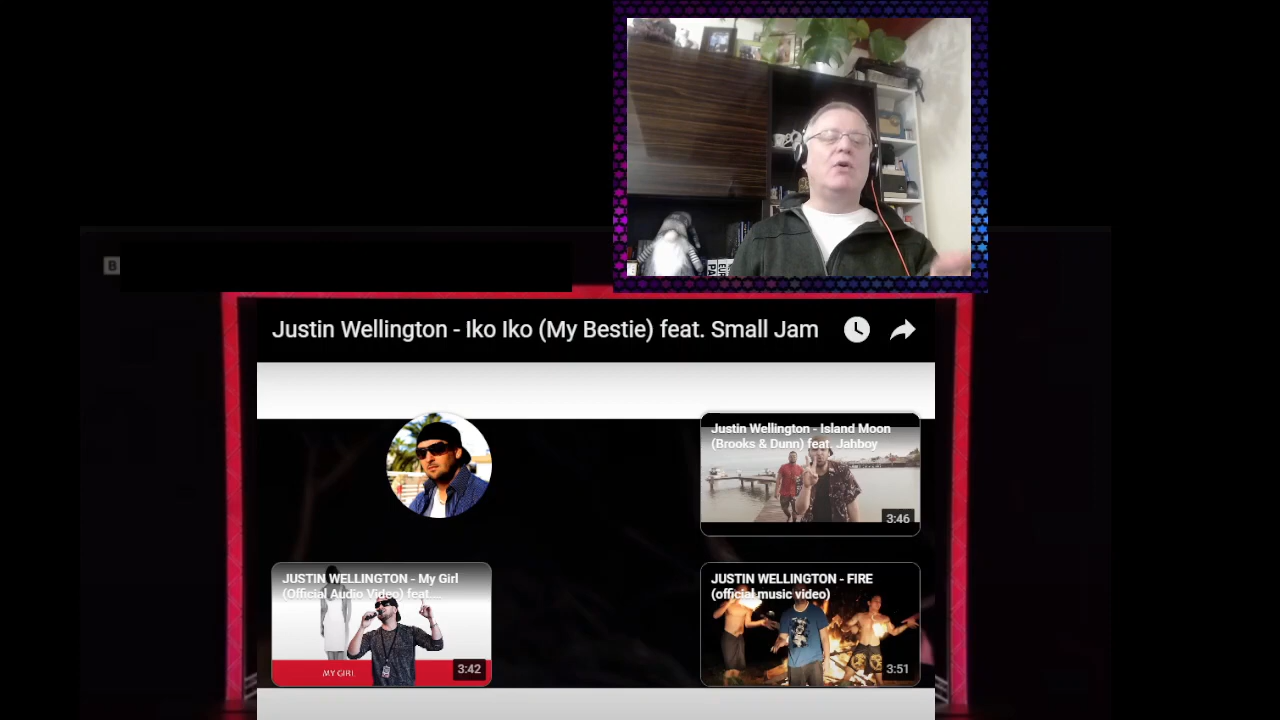 B
Justin Wellington - Iko Iko (My Bestie) feat. Small Jam
Justin Wellington - Island Moon
(Brooks & Dunn) feat. Jahboy
3:46
JUSTIN WELLINGTON - My Girl
(Official Audio Video) feat....
MY GIRL
3:42
JUSTIN WELLINGTON - FIRE
(official music video)
3:51